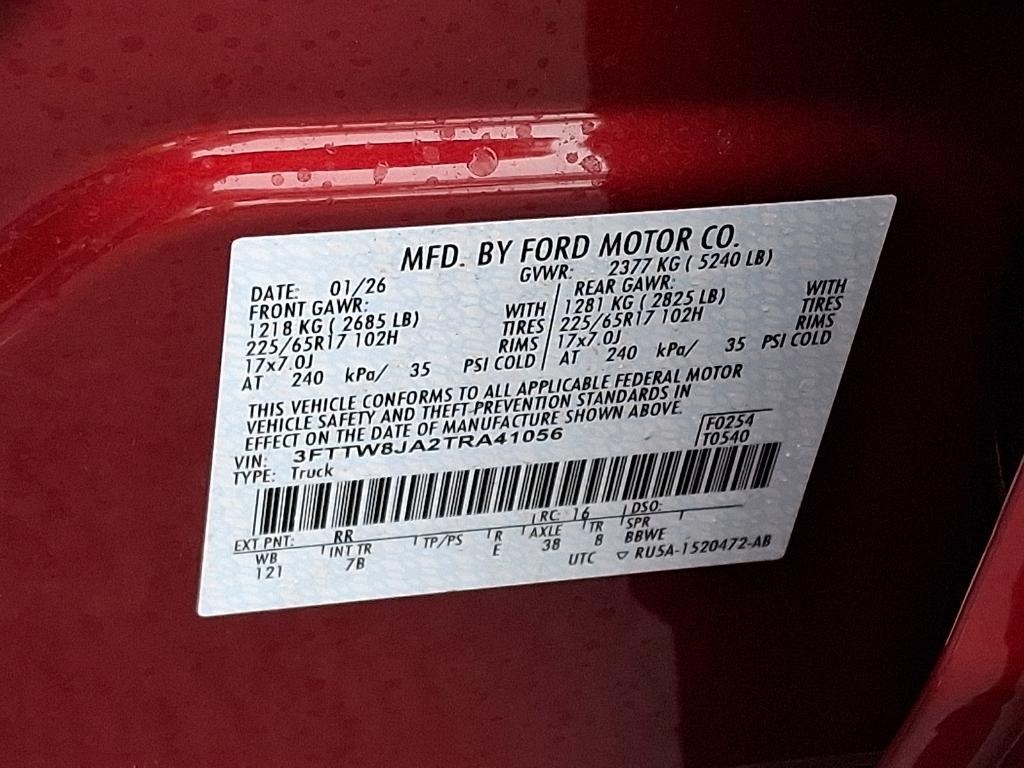 MFD. BY FORD MOTOR CO.
DATE: 01/26 GVWR: 2377 KG ( 5240 LB)
FRONT GAWR: REAR GAWR:
1218 KG ( 2685 LB) WITH 1281 KG ( 2825 LB) WITH
225/65R17 102H TIRES 225/65R17 102H TIRES
17x7.0J RIMS 17x7.0J RIMS
AT 240 kPa/ 35 PSI COLD AT 240 kPa/ 35 PSI COLD
THIS VEHICLE CONFORMS TO ALL APPLICABLE FEDERAL MOTOR
VEHICLE SAFETY AND THEFT PREVENTION STANDARDS IN
EFFECT ON THE DATE OF MANUFACTURE SHOWN ABOVE.
VIN: 3FTTW8JA2TRA41056 F0254
TYPE: Truck T0540
EXT PNT: RR RC: 16 DSO:
WB INT TR TP/PS R AXLE TR SPR
121 7B E 38 8 BBWE
UTC ▽ RU5A-1520472-AB